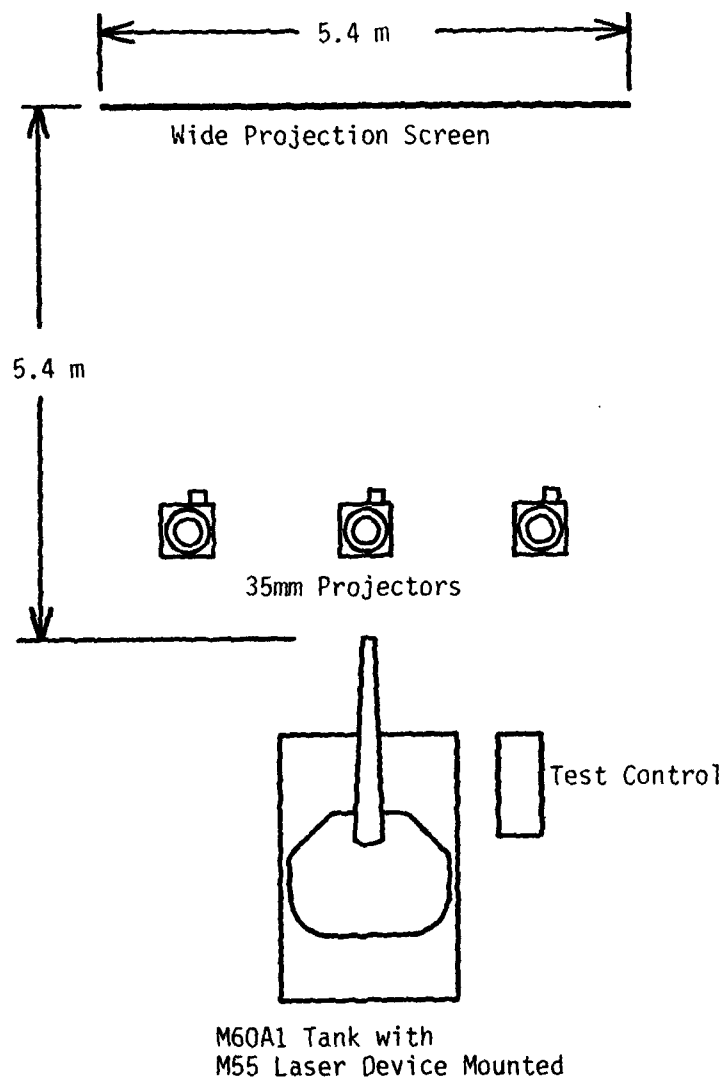 5.4 m
Wide Projection Screen
5.4 m
35mm Projectors
Test Control
M60A1 Tank with
M55 Laser Device Mounted